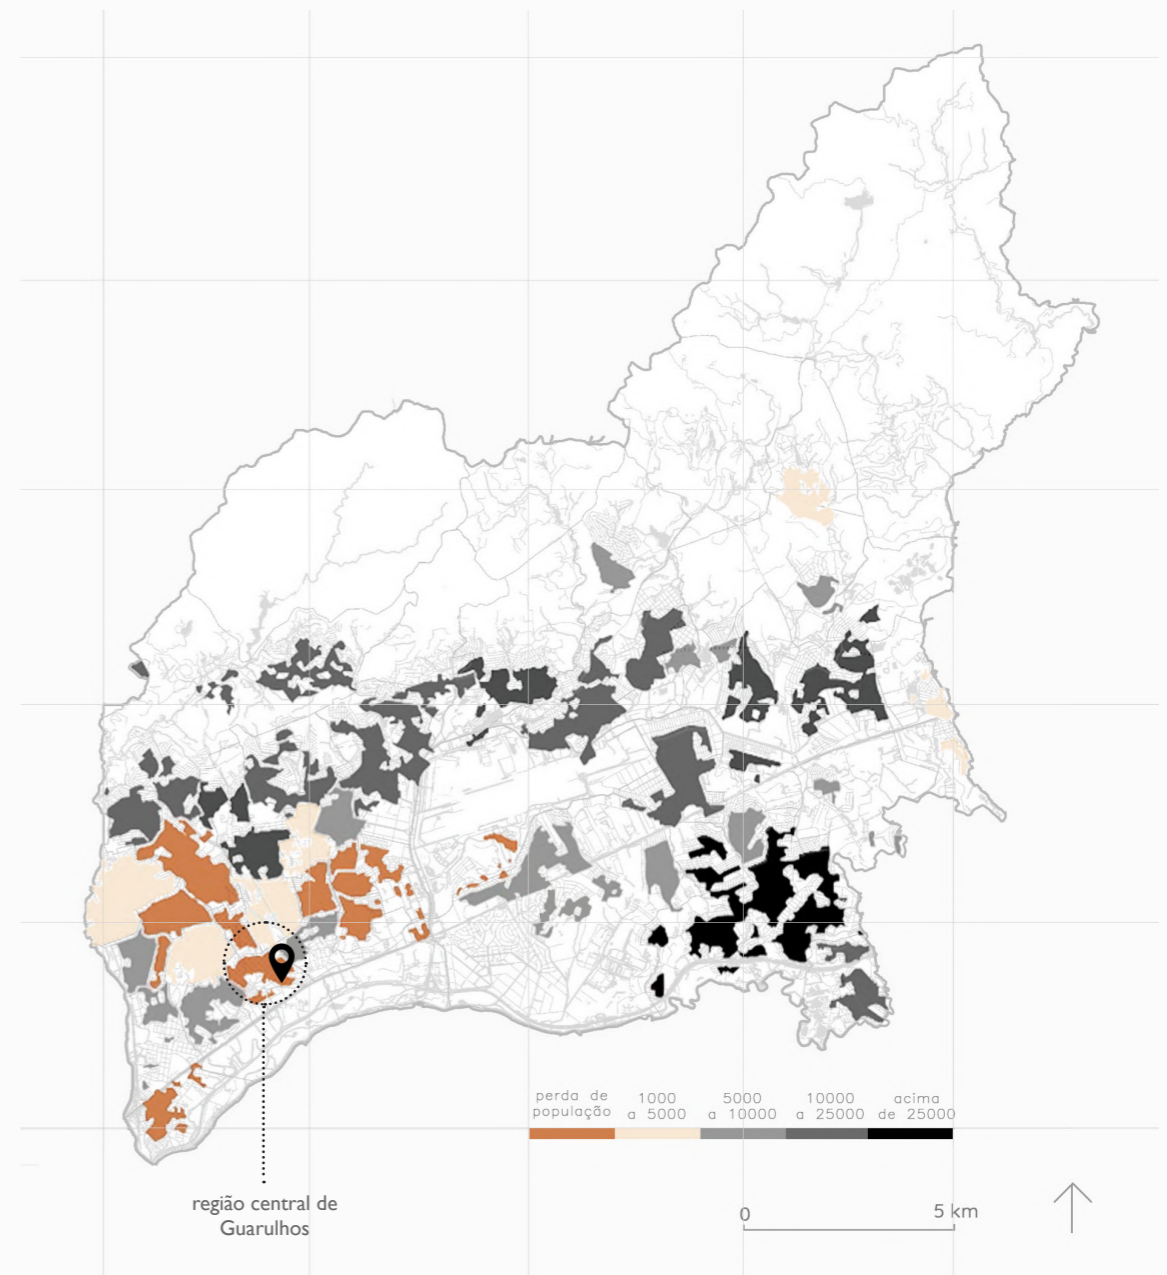 perda de
população
1000
a 5000
5000
a 10000
10000
a 25000
acima
de 25000
região central de
Guarulhos
0
5 km